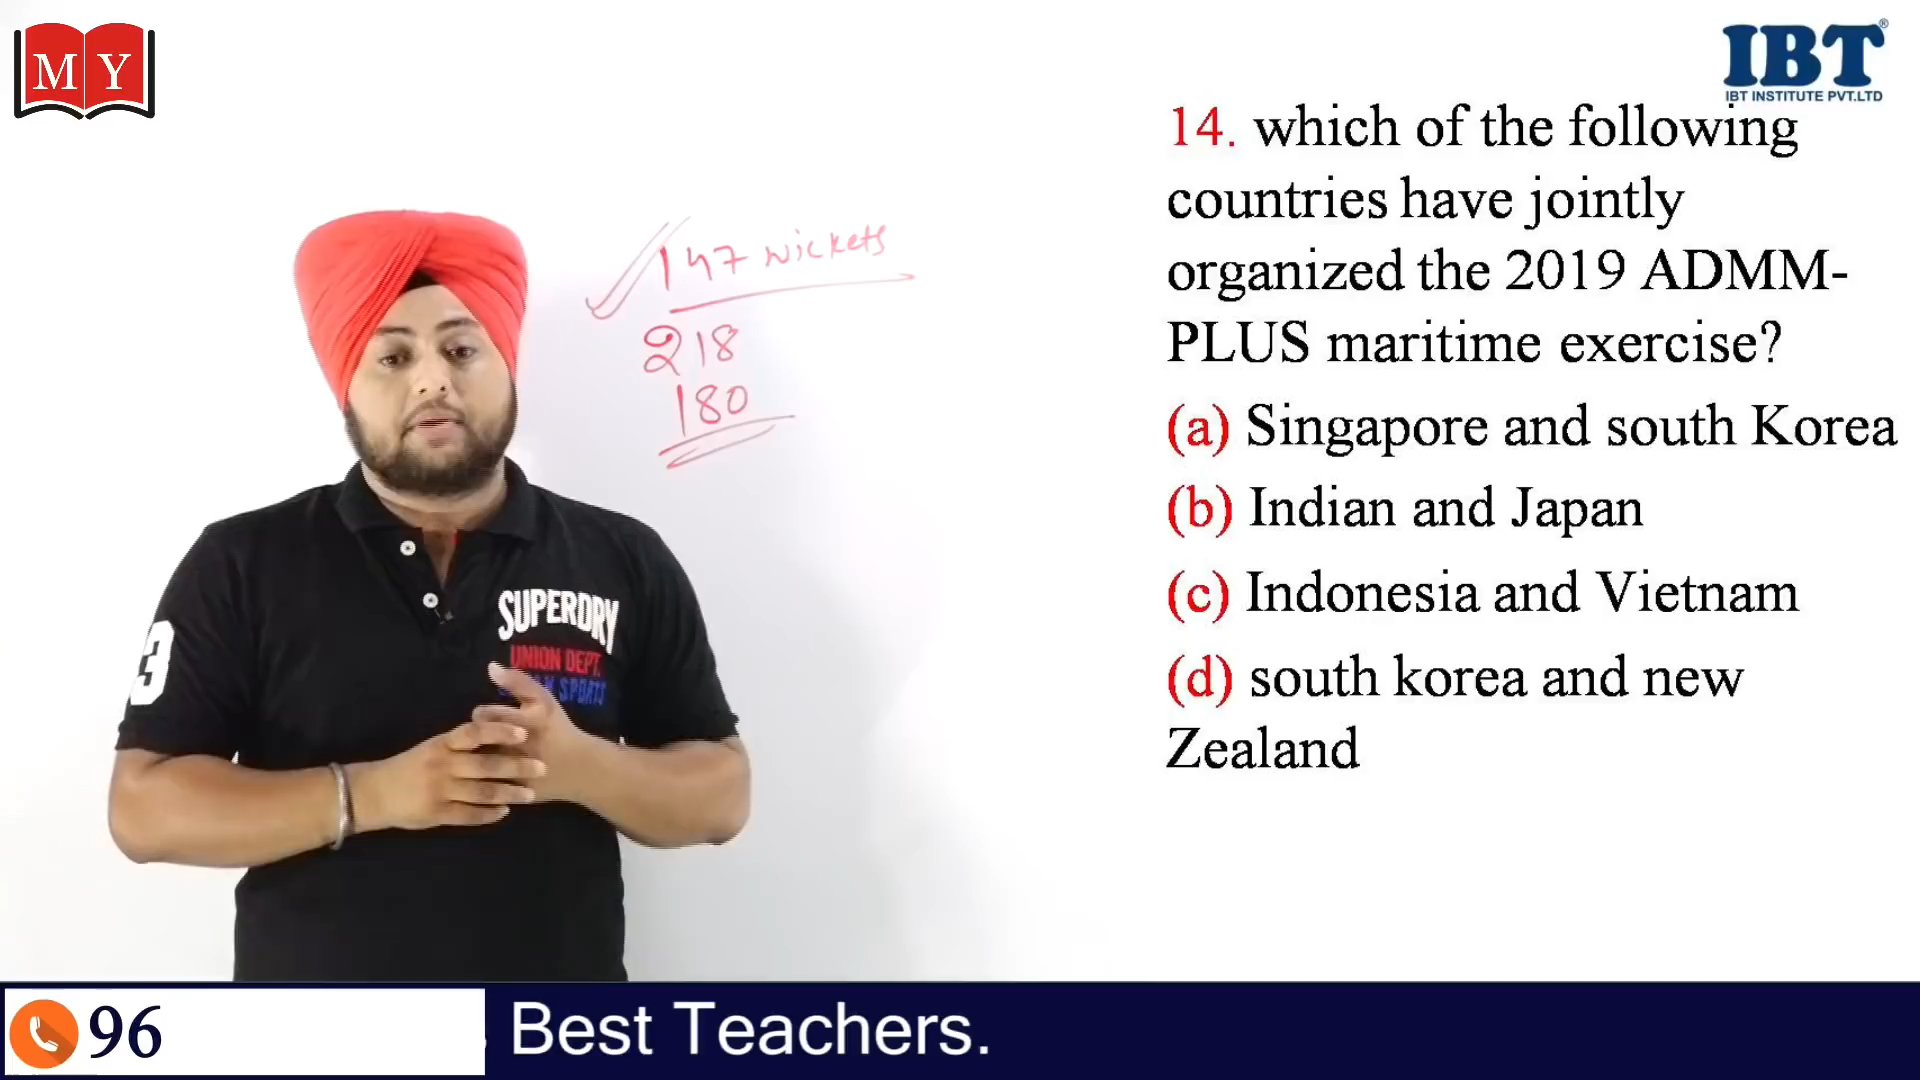 M Y
IBT
®
IBT INSTITUTE PVT.LTD
14. which of the following
countries have jointly
organized the 2019 ADMM-
PLUS maritime exercise?
(a) Singapore and south Korea
(b) Indian and Japan
(c) Indonesia and Vietnam
(d) south korea and new
Zealand
147 wickets
218
180
3
SUPERDRY
UNION DEPT.
SPORTS
96
Best Teachers.